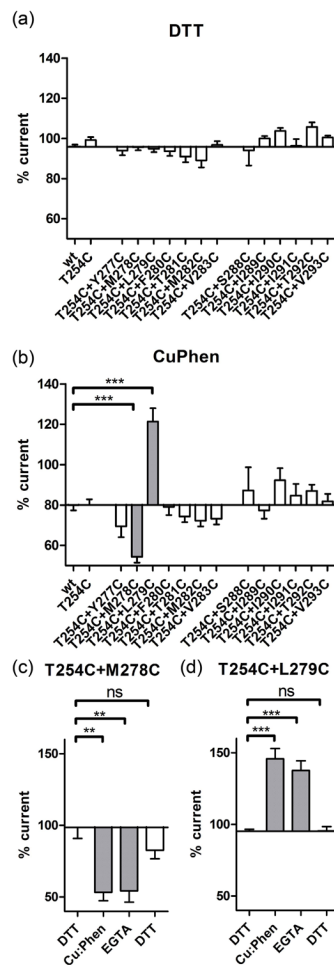 (a)
DTT
% current
140
120
100
80
60
wt
T254C
T254C+Y277C
T254C+M278C
T254C+L279C
T254C+F280C
T254C+T281C
T254C+M282C
T254C+V283C
T254C+S288C
T254C+I289C
T254C+I290C
T254C+I291C
T254C+T292C
T254C+V293C
(b)
CuPhen
% current
140
120
100
80
60
***
***
wt
T254C
T254C+Y277C
T254C+M278C
T254C+L279C
T254C+F280C
T254C+T281C
T254C+M282C
T254C+V283C
T254C+S288C
T254C+I289C
T254C+I290C
T254C+I291C
T254C+T292C
T254C+V293C
(c) T254C+M278C
% current
150
100
50
ns
**
**
DTT
Cu:Phen
EGTA
DTT
(d) T254C+L279C
% current
150
100
50
ns
***
***
DTT
Cu:Phen
EGTA
DTT